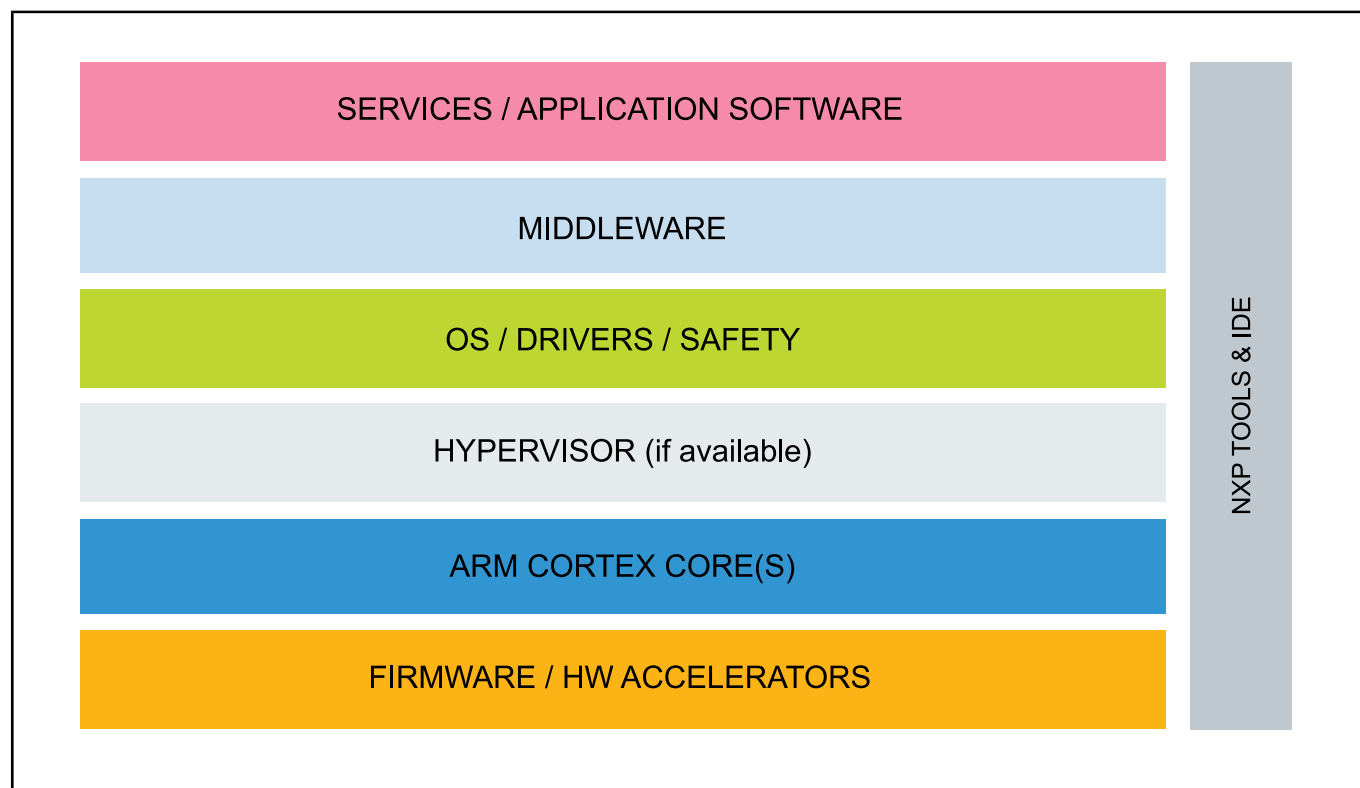 SERVICES / APPLICATION SOFTWARE
MIDDLEWARE
OS / DRIVERS / SAFETY
HYPERVISOR (if available)
ARM CORTEX CORE(S)
FIRMWARE / HW ACCELERATORS
NXP TOOLS & IDE